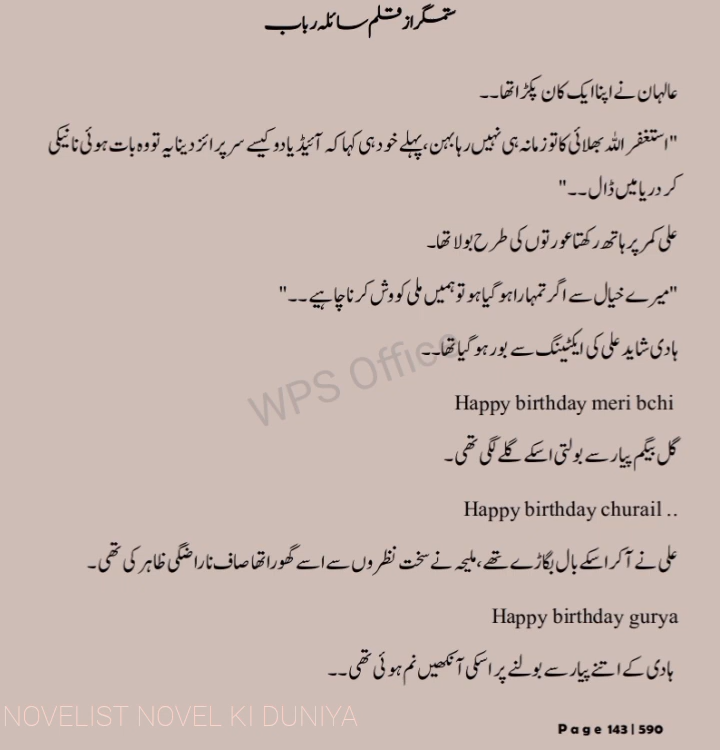 ستمگر از قلم سائلہ رباب
عالہان نے اپنا ایک کان پکڑا تھا۔۔
"استغفر اللہ بھلائی کا تو زمانہ ہی نہیں رہا بہن، پہلے خود ہی کہا کہ آئیڈیا دو کیسے سرپرائز دینا یہ تو وہ بات ہوئی نا نیکی
کر دریا میں ڈال۔۔"
علی کمر پر ہاتھ رکھتا عورتوں کی طرح بولا تھا۔
"میرے خیال سے اگر تمہارا ہو گیا ہو تو ہمیں ملی کو وش کرنا چاہیے۔۔"
ہادی شاید علی کی ایکٹینگ سے بور ہو گیا تھا۔۔
WPS Office
Happy birthday meri bchi
گل بیگم پیار سے بولتی اسکے گلے لگی تھی۔
Happy birthday churail ..
علی نے آ کر اسکے بال بگاڑے تھے، ملیحہ نے سخت نظروں سے اسے گھورا تھا صاف ناراضگی ظاہر کی تھی۔
Happy birthday gurya
ہادی کے اتنے پیار سے بولنے پر اسکی آنکھیں نم ہوئی تھی۔۔
NOVELIST NOVEL KI DUNIYA
Page 143 | 590